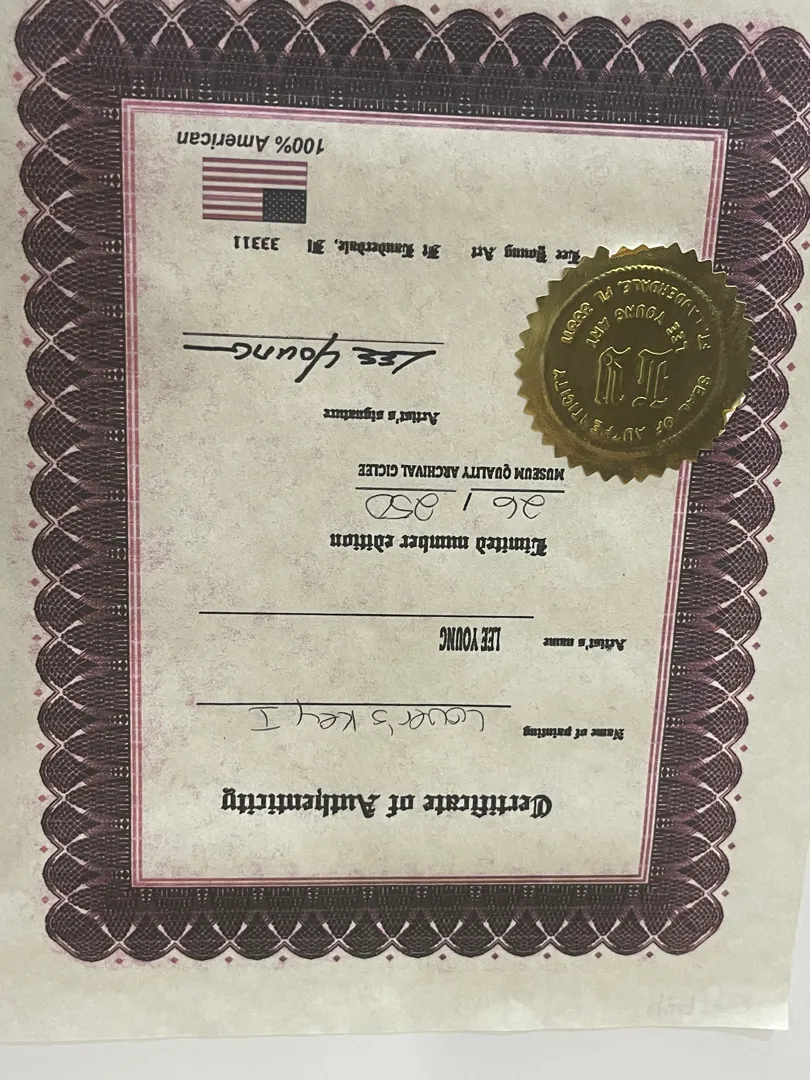 Certificate of Authenticity
Name of painting Lover's Key I
Artist's name LEE YOUNG
Limited number edition
26 / 250
MUSEUM QUALITY ARCHIVAL GICLEE
Artist's signature
LEE YOUNG
Lee Young Art Ft Lauderdale, Fl 33311
100% American
SEAL OF AUTHENTICITY
Ly
LEE YOUNG ART
FT. LAUDERDALE, FL 33311